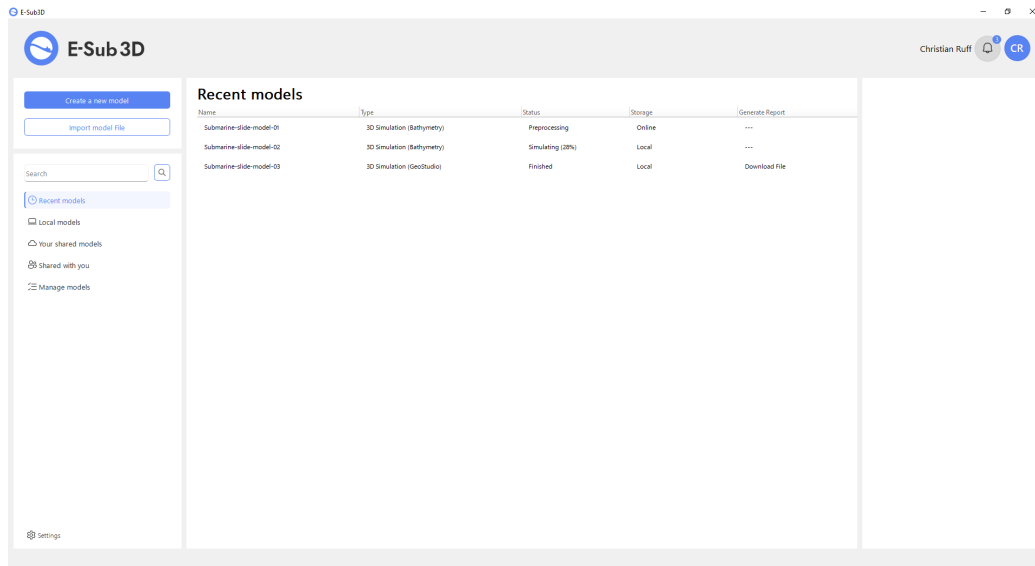 E-Sub3D
E-Sub 3D
Christian Ruff
3
CR
Create a new model
Import model File
Search
Recent models
Local models
Your shared models
Shared with you
Manage models
Settings
Recent models
Name Type Status Storage Generate Report
Submarine-slide-model-01 3D Simulation (Bathymetry) Preprocessing Online ---
Submarine-slide-model-02 3D Simulation (Bathymetry) Simulating (28%) Local ---
Submarine-slide-model-03 3D Simulation (GeoStudio) Finished Local Download File